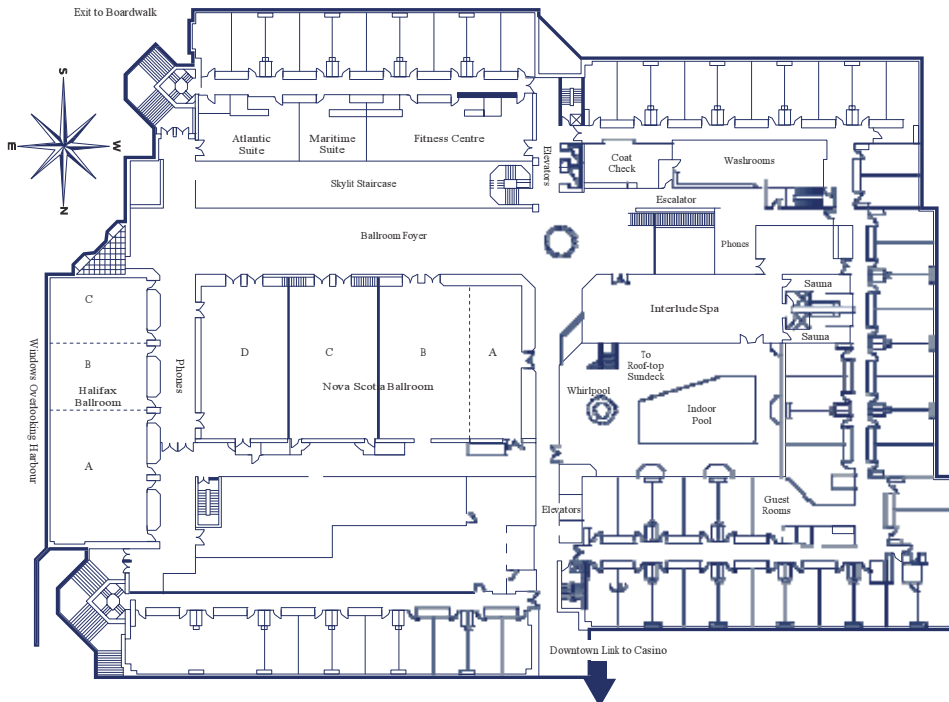 Exit to Boardwalk
S
E
W
N
Atlantic
Suite
Maritime
Suite
Fitness Centre
Elevators
Coat
Check
Washrooms
Skylit Staircase
Escalator
Ballroom Foyer
Phones
Interlude Spa
Sauna
Sauna
C
B
Halifax
Ballroom
A
Windows Overlooking Harbour
Phones
D
C
B
A
Nova Scotia Ballroom
To
Roof-top
Sundeck
Whirlpool
Indoor
Pool
Elevators
Guest
Rooms
Downtown Link to Casino